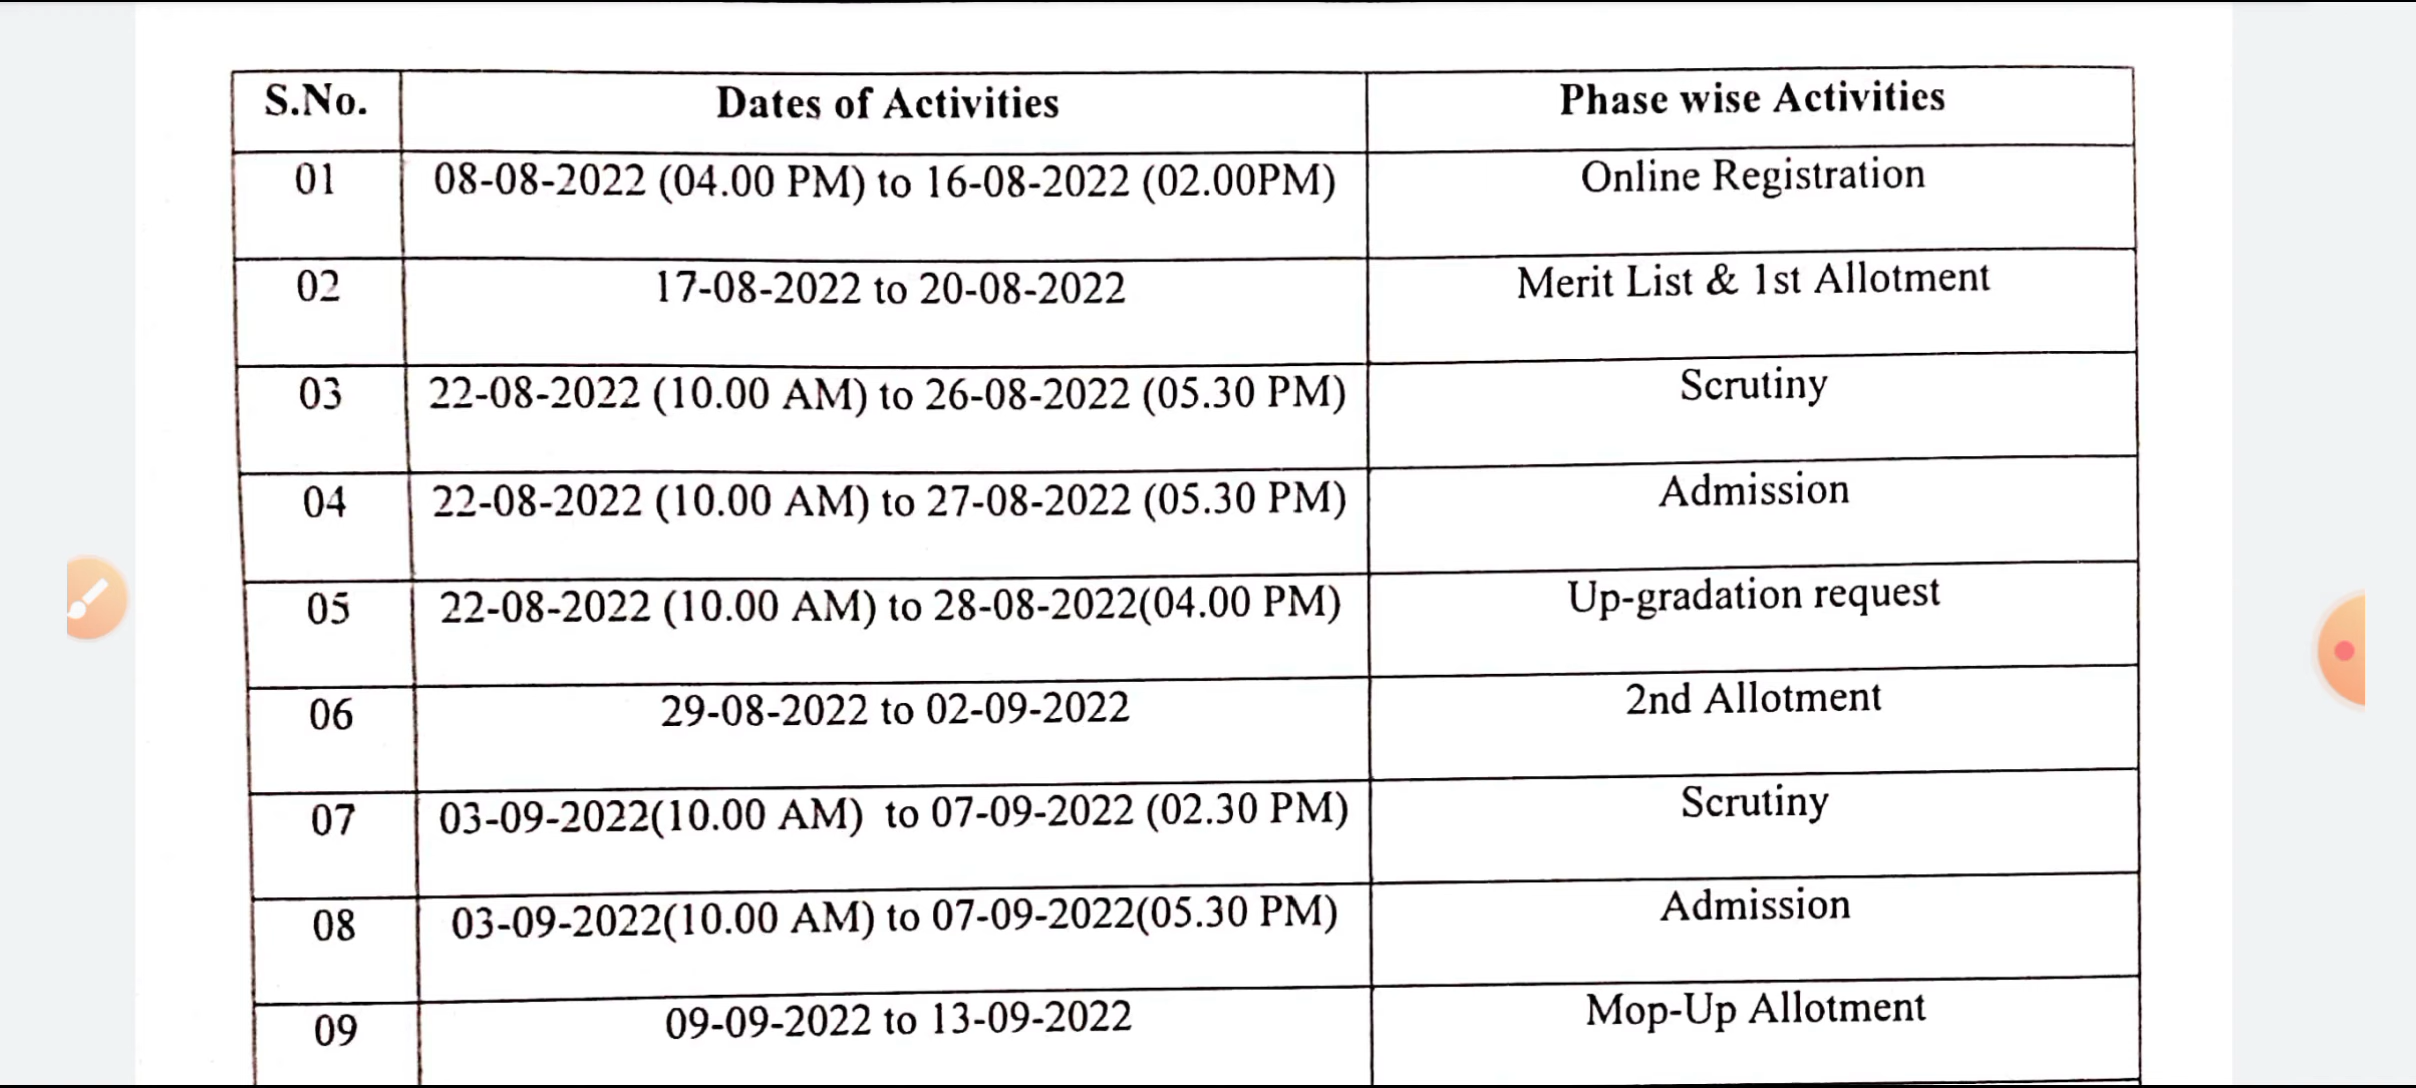 S.No. Dates of Activities Phase wise Activities
01 08-08-2022 (04.00 PM) to 16-08-2022 (02.00PM) Online Registration
02 17-08-2022 to 20-08-2022 Merit List & 1st Allotment
03 22-08-2022 (10.00 AM) to 26-08-2022 (05.30 PM) Scrutiny
04 22-08-2022 (10.00 AM) to 27-08-2022 (05.30 PM) Admission
05 22-08-2022 (10.00 AM) to 28-08-2022(04.00 PM) Up-gradation request
06 29-08-2022 to 02-09-2022 2nd Allotment
07 03-09-2022(10.00 AM) to 07-09-2022 (02.30 PM) Scrutiny
08 03-09-2022(10.00 AM) to 07-09-2022(05.30 PM) Admission
09 09-09-2022 to 13-09-2022 Mop-Up Allotment